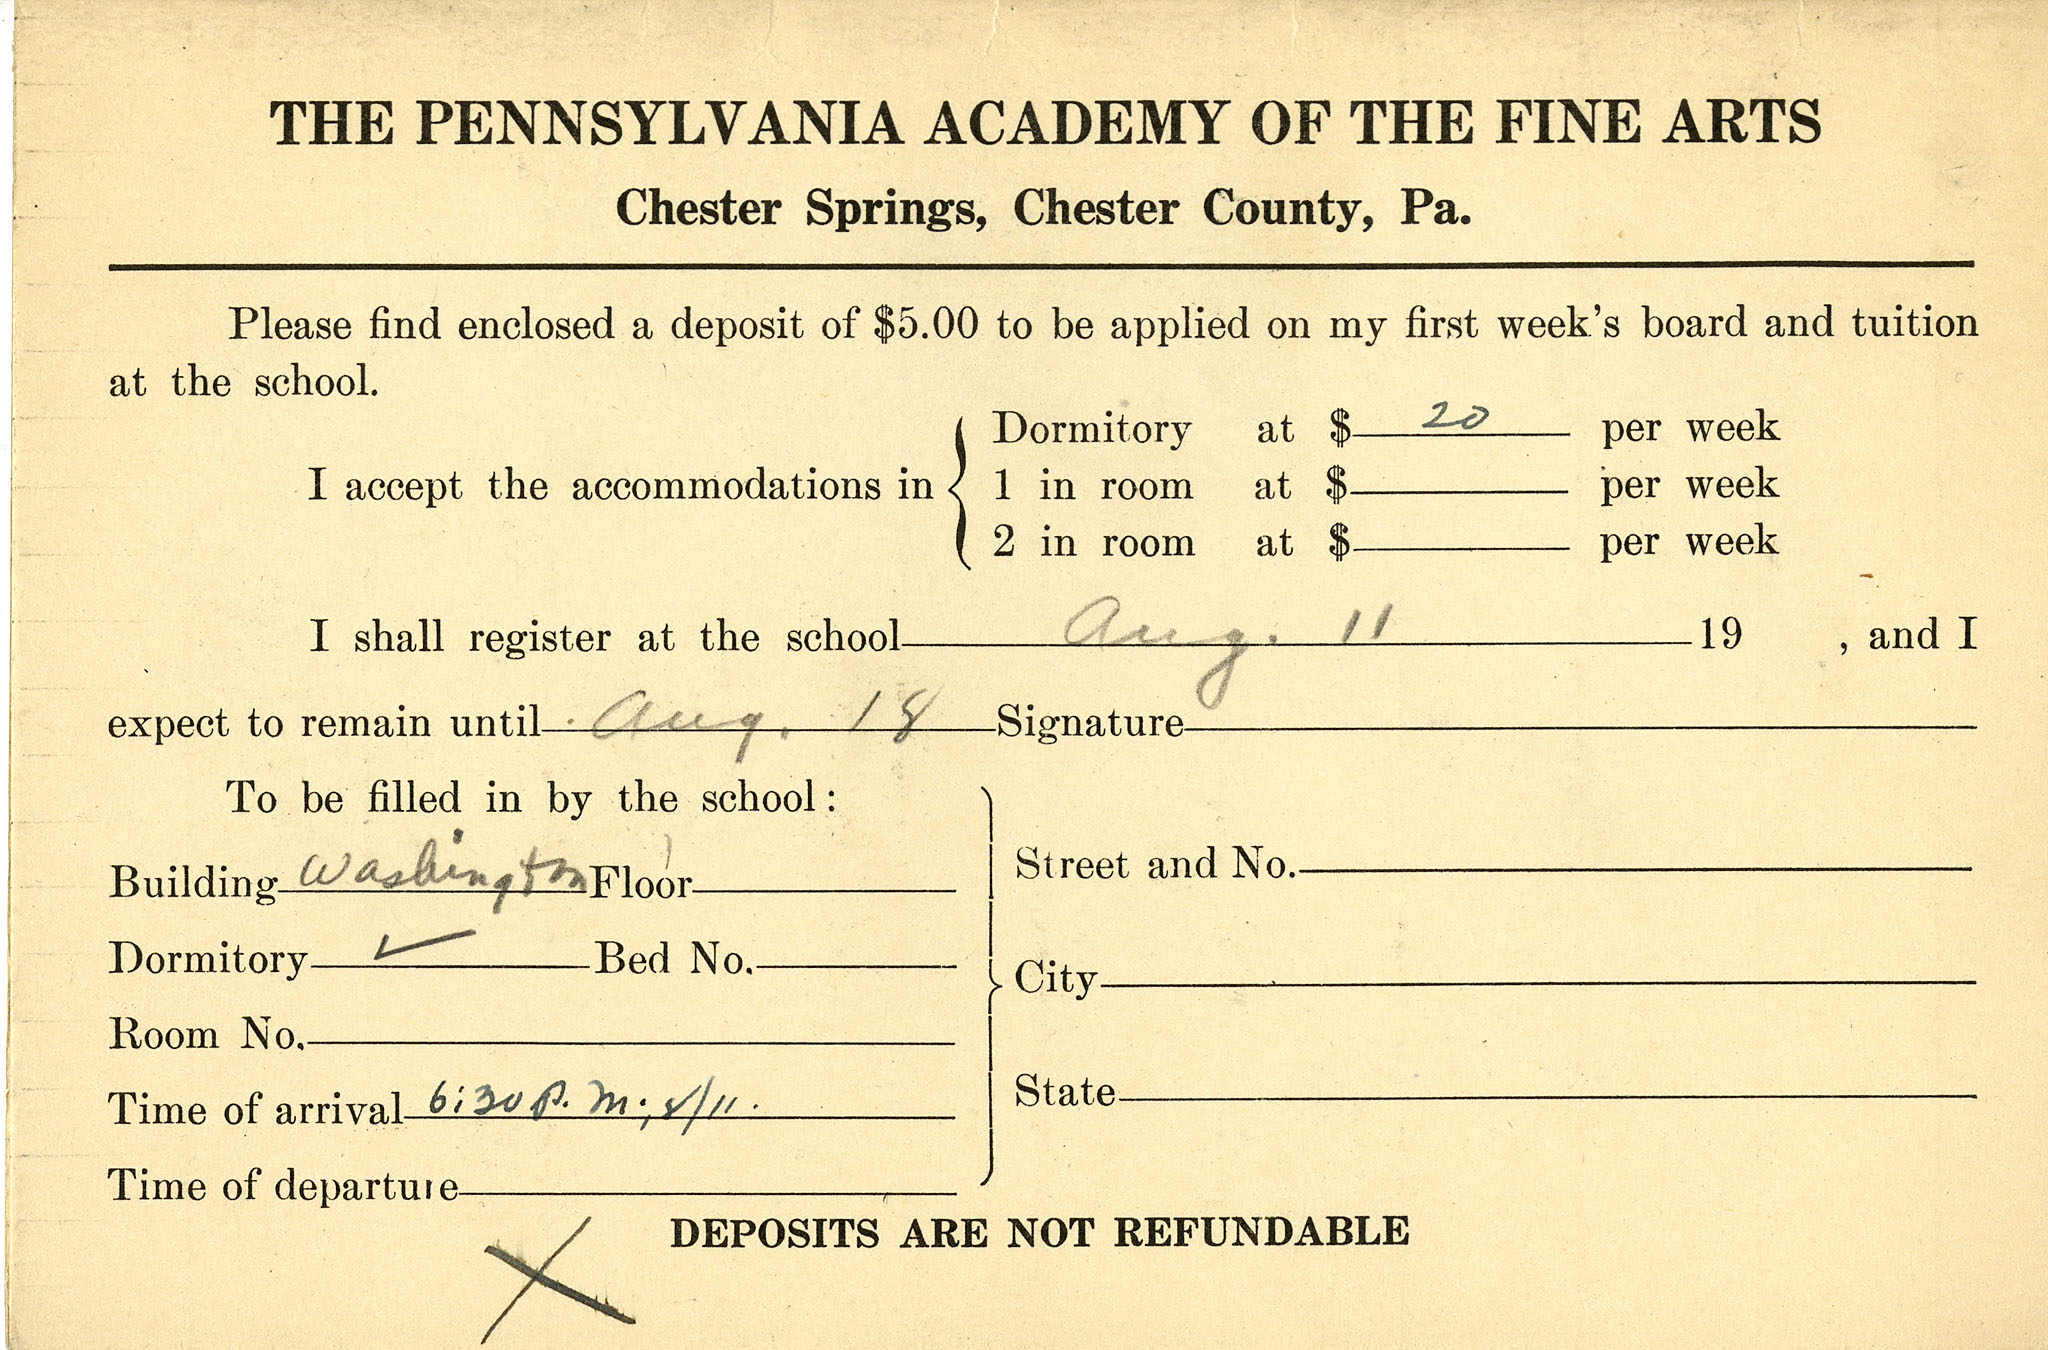 THE PENNSYLVANIA ACADEMY OF THE FINE ARTS
Chester Springs, Chester County, Pa.
Please find enclosed a deposit of $5.00 to be applied on my first week's board and tuition
at the school.
Dormitory at $ 20 per week
I accept the accommodations in 1 in room at $ per week
2 in room at $ per week
I shall register at the school Aug. 11 19 , and I
expect to remain until Aug. 18 Signature
To be filled in by the school:
Building Washington Floor
Street and No.
Dormitory ✓ Bed No.
City
Room No.
State
Time of arrival 6:30 P.M., 8/11.
Time of departure
DEPOSITS ARE NOT REFUNDABLE
X